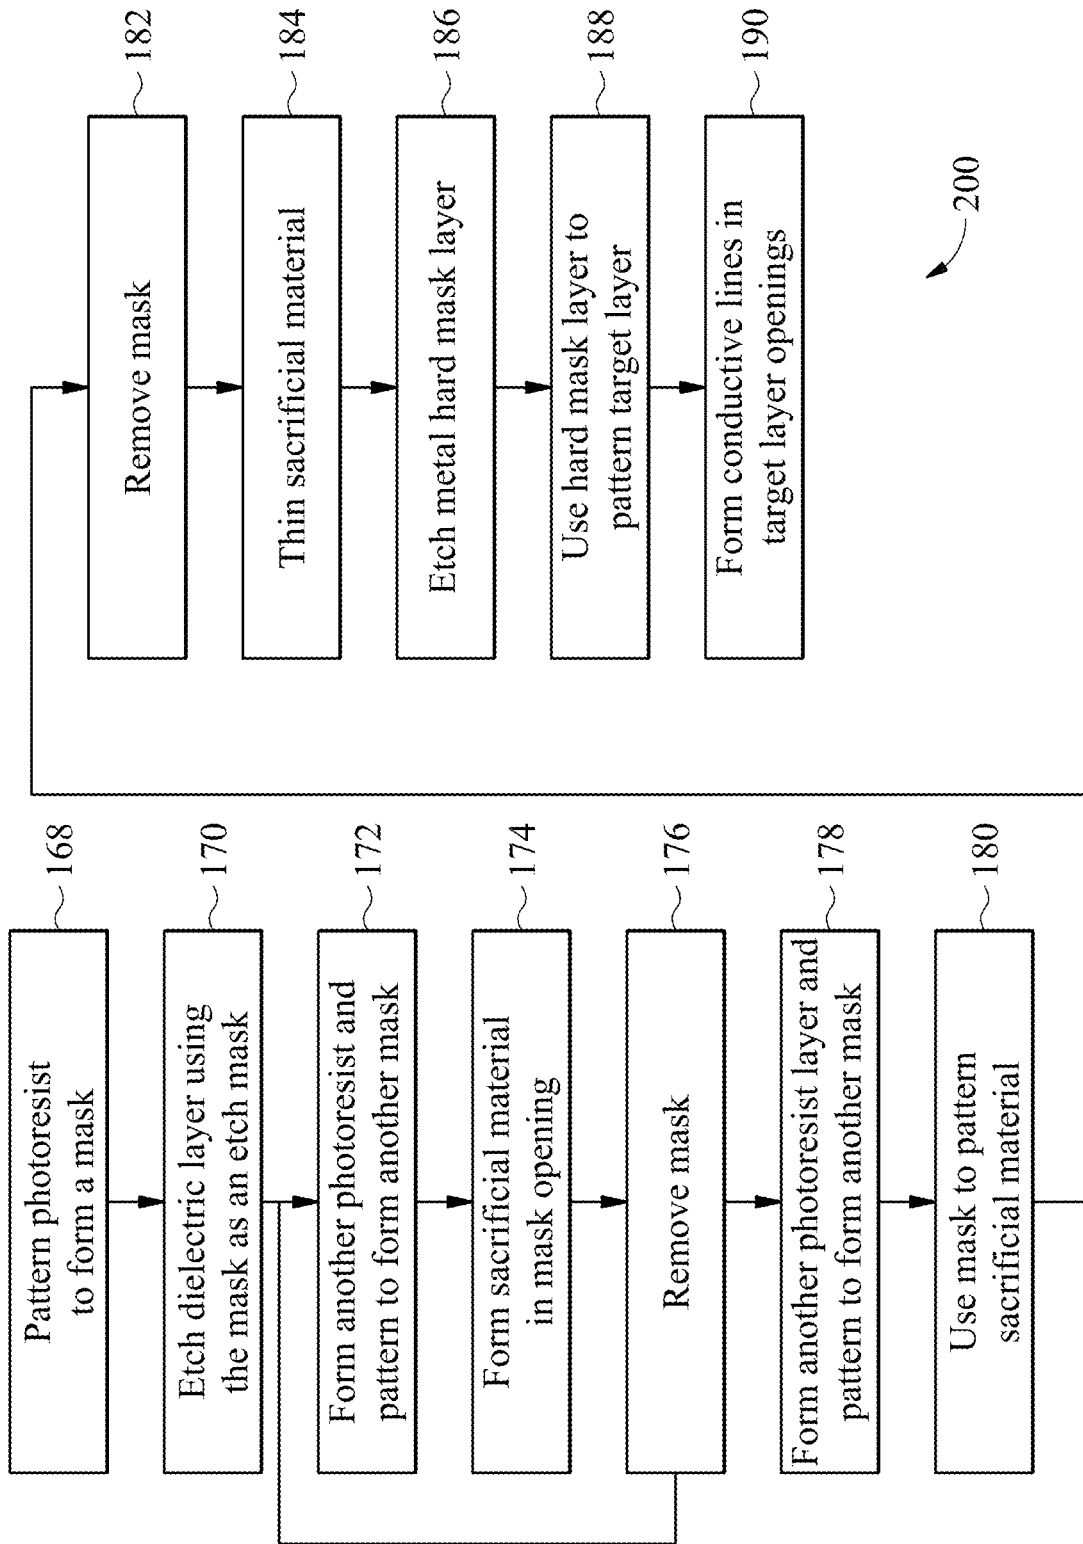 Pattern photoresist
to form a mask
168
Etch dielectric layer using
the mask as an etch mask
170
Form another photoresist and
pattern to form another mask
172
Form sacrificial material
in mask opening
174
Remove mask
176
Form another photoresist layer and
pattern to form another mask
178
Use mask to pattern
sacrificial material
180
Remove mask
182
Thin sacrificial material
184
Etch metal hard mask layer
186
Use hard mask layer to
pattern target layer
188
Form conductive lines in
target layer openings
190
200